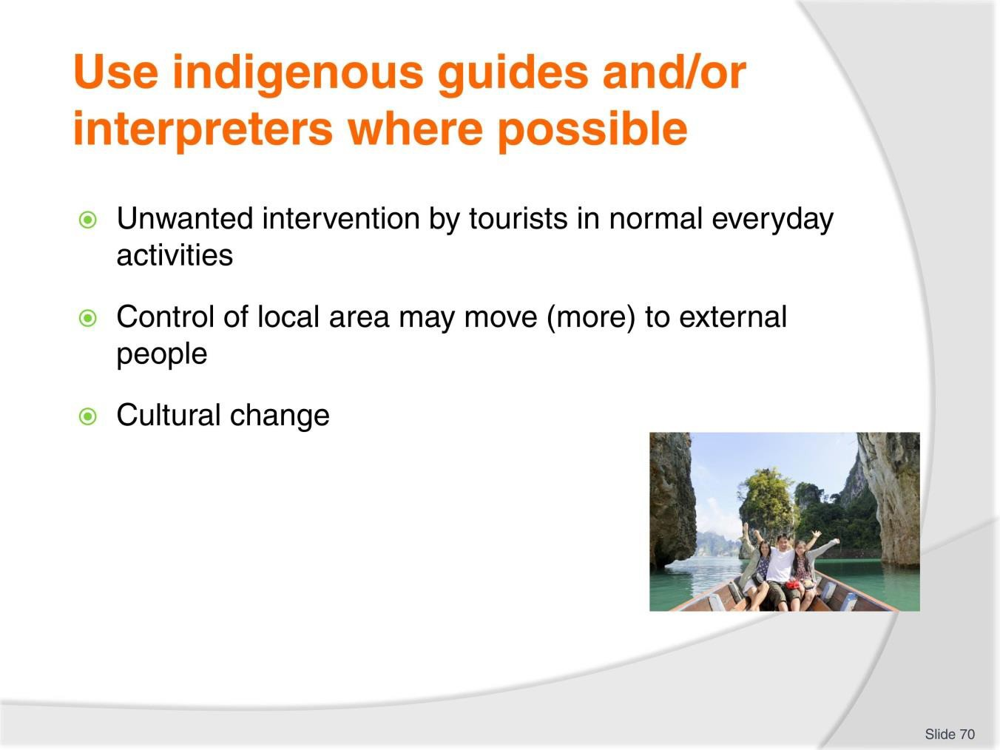 Use indigenous guides and/or
interpreters where possible
Unwanted intervention by tourists in normal everyday
activities
Control of local area may move (more) to external
people
Cultural change
Slide 70